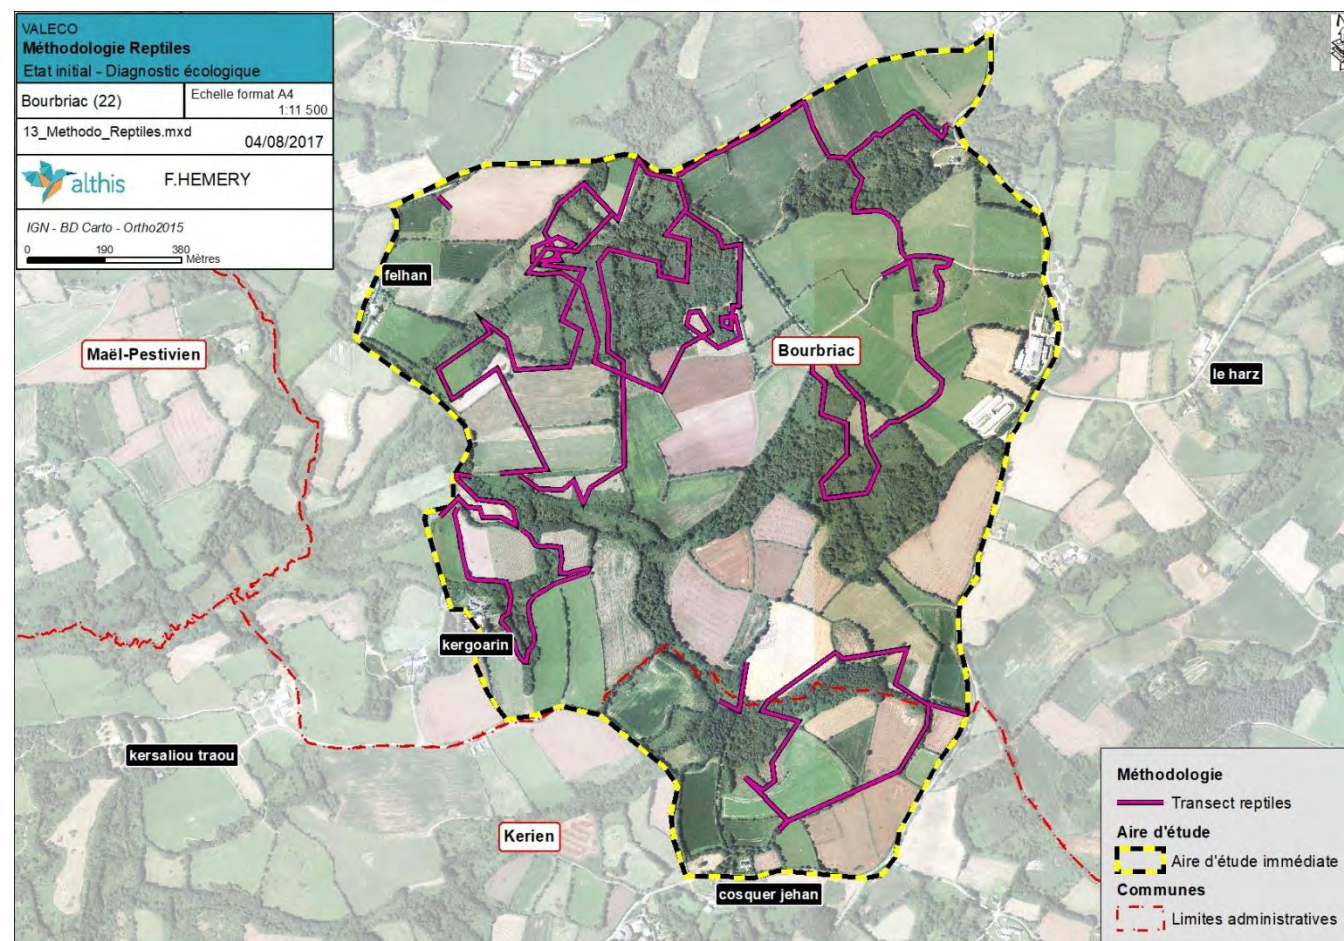 VALECO
Méthodologie Reptiles
Etat initial - Diagnostic écologique
Bourbriac (22)
Echelle format A4
1:11 500
13_Methodo_Reptiles.mxd
04/08/2017
althis
F.HEMERY
IGN - BD Carto - Ortho2015
0 190 380
Mètres
felhan
Maël-Pestivien
Bourbriac
le harz
kergoarin
kersaliou traou
Kerien
cosquer jehan
Méthodologie
Transect reptiles
Aire d'étude
Aire d'étude immédiate
Communes
Limites administratives